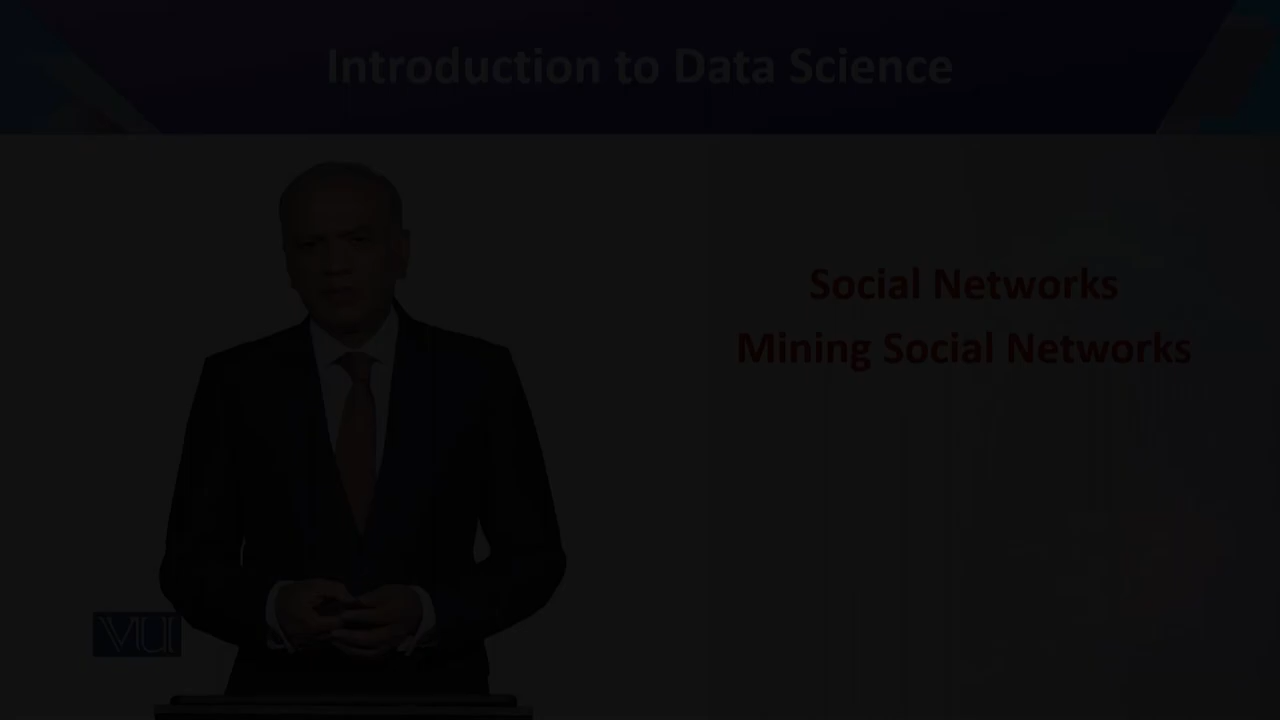 Introduction to Data Science
Social Networks
Mining Social Networks
VU